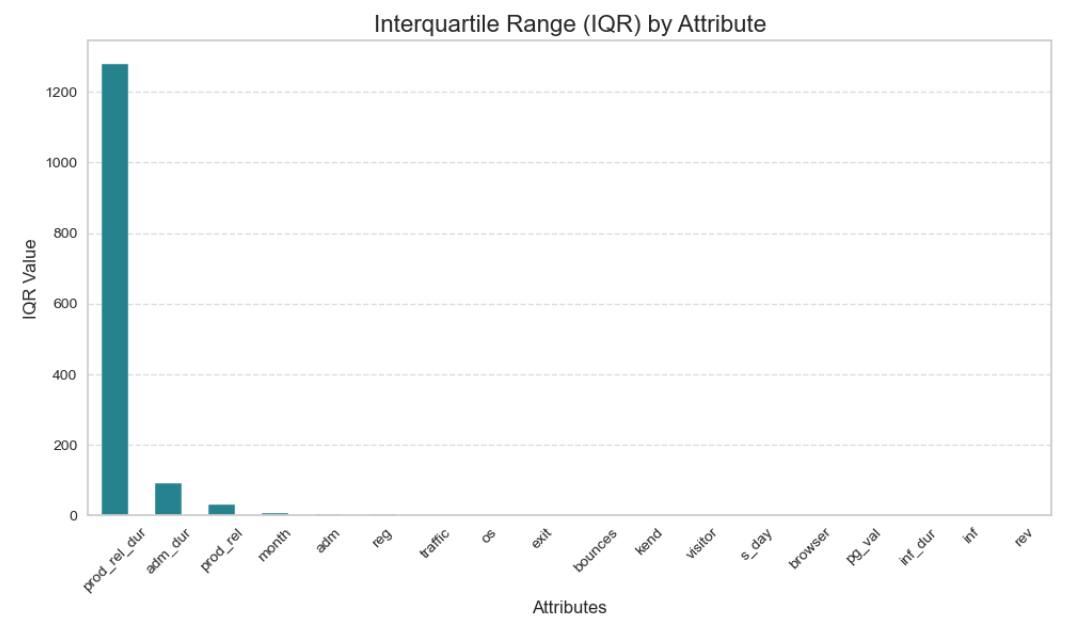 Interquartile Range (IQR) by Attribute
1200
1000
800
600
400
200
0
IQR Value
prod_rel_dur
adm_dur
prod_rel
month
adm
reg
traffic
os
exit
bounces
kend
visitor
s_day
browser
pg_val
inf_dur
inf
rev
Attributes